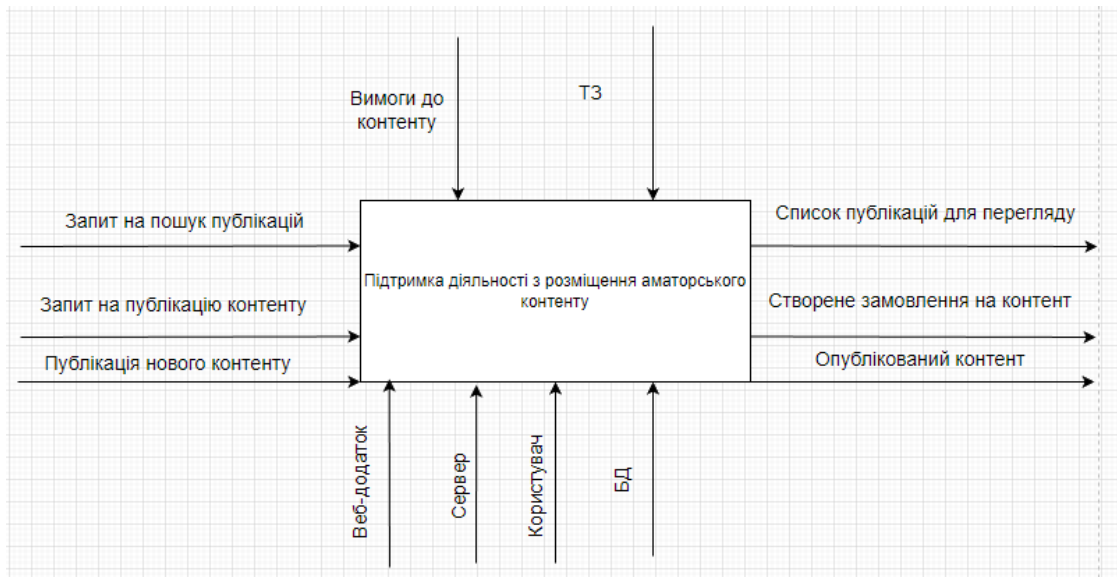 Вимоги до
контенту
ТЗ
Запит на пошук публікацій
Список публікацій для перегляду
Підтримка діяльності з розміщення аматорського
контенту
Запит на публікацію контенту
Створене замовлення на контент
Публікація нового контенту
Опублікований контент
Веб-додаток
Сервер
Користувач
БД